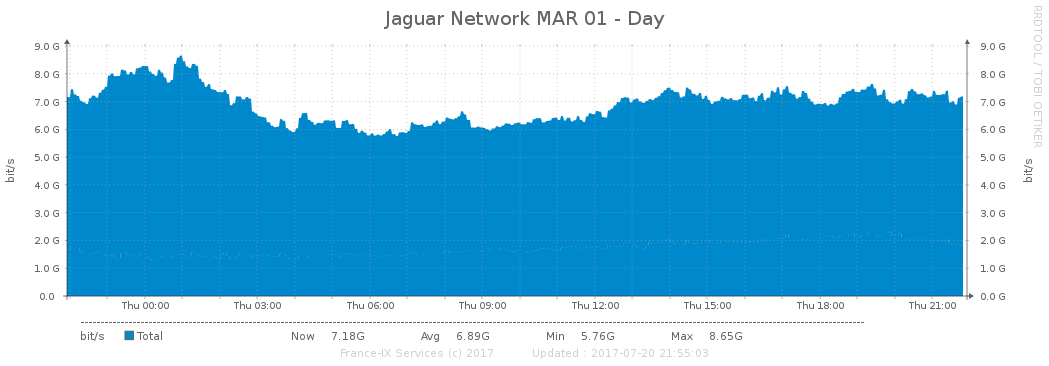 Jaguar Network MAR 01 - Day
RRDTOOL / TOBI OETIKER
bit/s
9.0 G
8.0 G
7.0 G
6.0 G
5.0 G
4.0 G
3.0 G
2.0 G
1.0 G
0.0
9.0 G
8.0 G
7.0 G
6.0 G
5.0 G
4.0 G
3.0 G
2.0 G
1.0 G
0.0 G
bit/s
Thu 00:00 Thu 03:00 Thu 06:00 Thu 09:00 Thu 12:00 Thu 15:00 Thu 18:00 Thu 21:00
bit/s Total Now 7.18G Avg 6.89G Min 5.76G Max 8.65G
France-IX Services (c) 2017 Updated : 2017-07-20 21:55:03